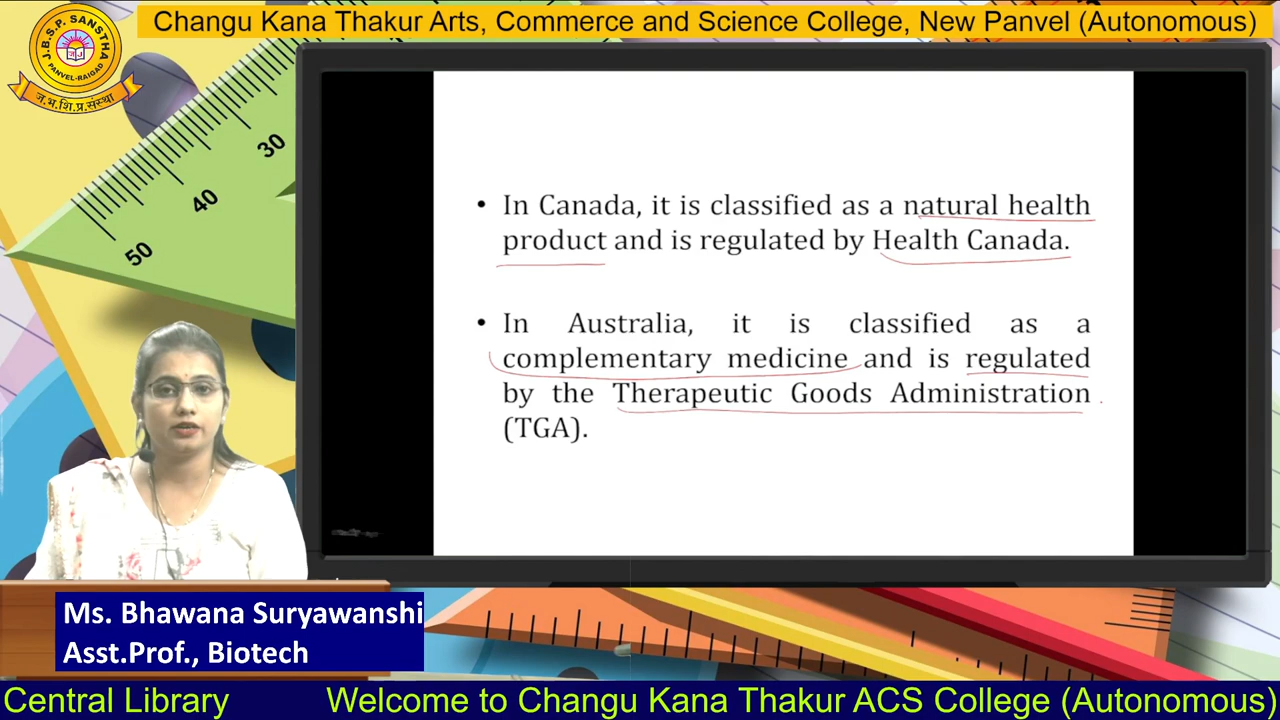 Changu Kana Thakur Arts, Commerce and Science College, New Panvel (Autonomous)
J.B.S.P. SANSTHA
PANVEL-RAIGAD
ज.भ.शि.प्र.संस्था
30
40
50
• In Canada, it is classified as a natural health
product and is regulated by Health Canada.
• In Australia, it is classified as a
complementary medicine and is regulated
by the Therapeutic Goods Administration
(TGA).
Ms. Bhawana Suryawanshi
Asst.Prof., Biotech
Central Library Welcome to Changu Kana Thakur ACS College (Autonomous)